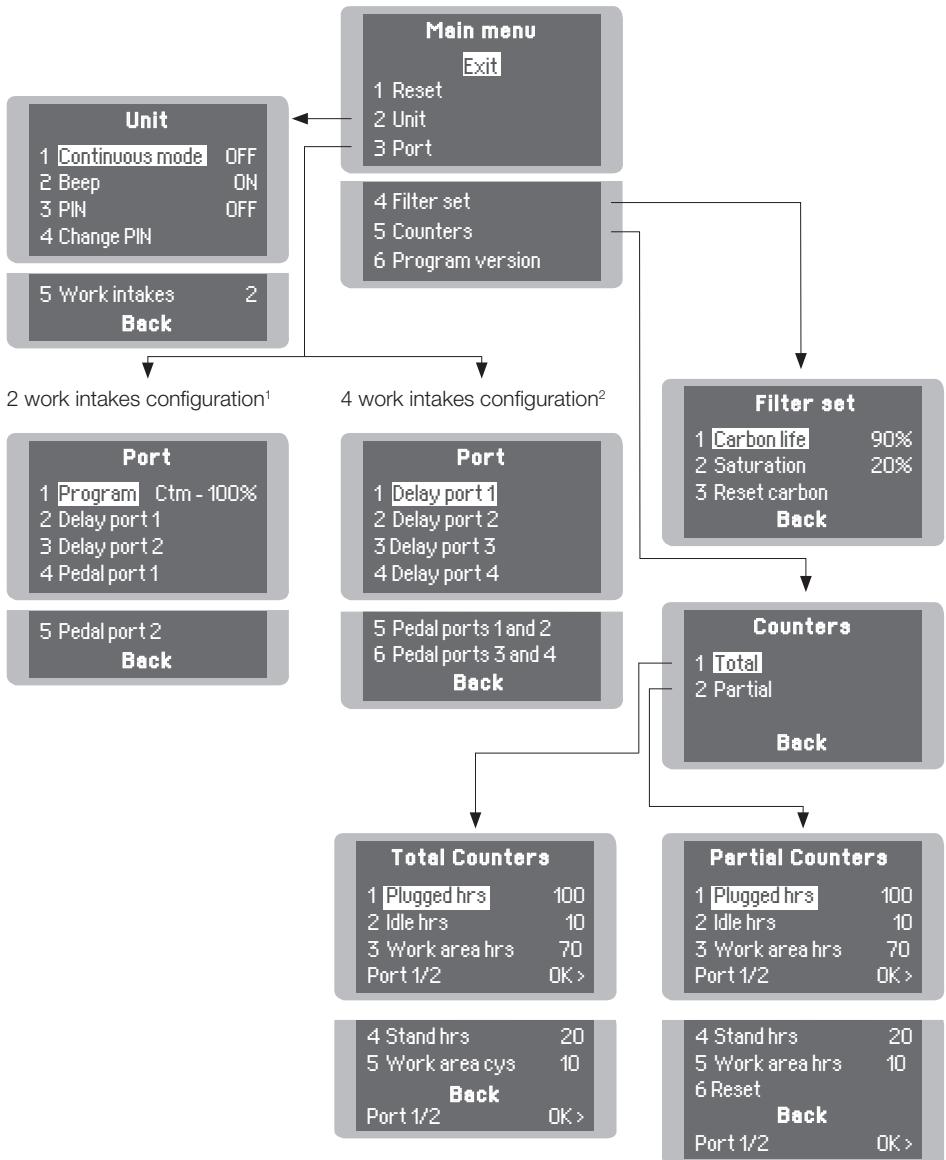 Main menu
Exit
1 Reset
2 Unit
3 Port
4 Filter set
5 Counters
6 Program version
Unit
1 Continuous mode OFF
2 Beep ON
3 PIN OFF
4 Change PIN
5 Work intakes 2
Back
2 work intakes configuration¹
Port
1 Program Ctm - 100%
2 Delay port 1
3 Delay port 2
4 Pedal port 1
5 Pedal port 2
Back
4 work intakes configuration²
Port
1 Delay port 1
2 Delay port 2
3 Delay port 3
4 Delay port 4
5 Pedal ports 1 and 2
6 Pedal ports 3 and 4
Back
Filter set
1 Carbon life 90%
2 Saturation 20%
3 Reset carbon
Back
Counters
1 Total
2 Partial
Back
Total Counters
1 Plugged hrs 100
2 Idle hrs 10
3 Work area hrs 70
Port 1/2 OK >
4 Stand hrs 20
5 Work area cys 10
Back
Port 1/2 OK >
Partial Counters
1 Plugged hrs 100
2 Idle hrs 10
3 Work area hrs 70
Port 1/2 OK >
4 Stand hrs 20
5 Work area hrs 10
6 Reset
Back
Port 1/2 OK >